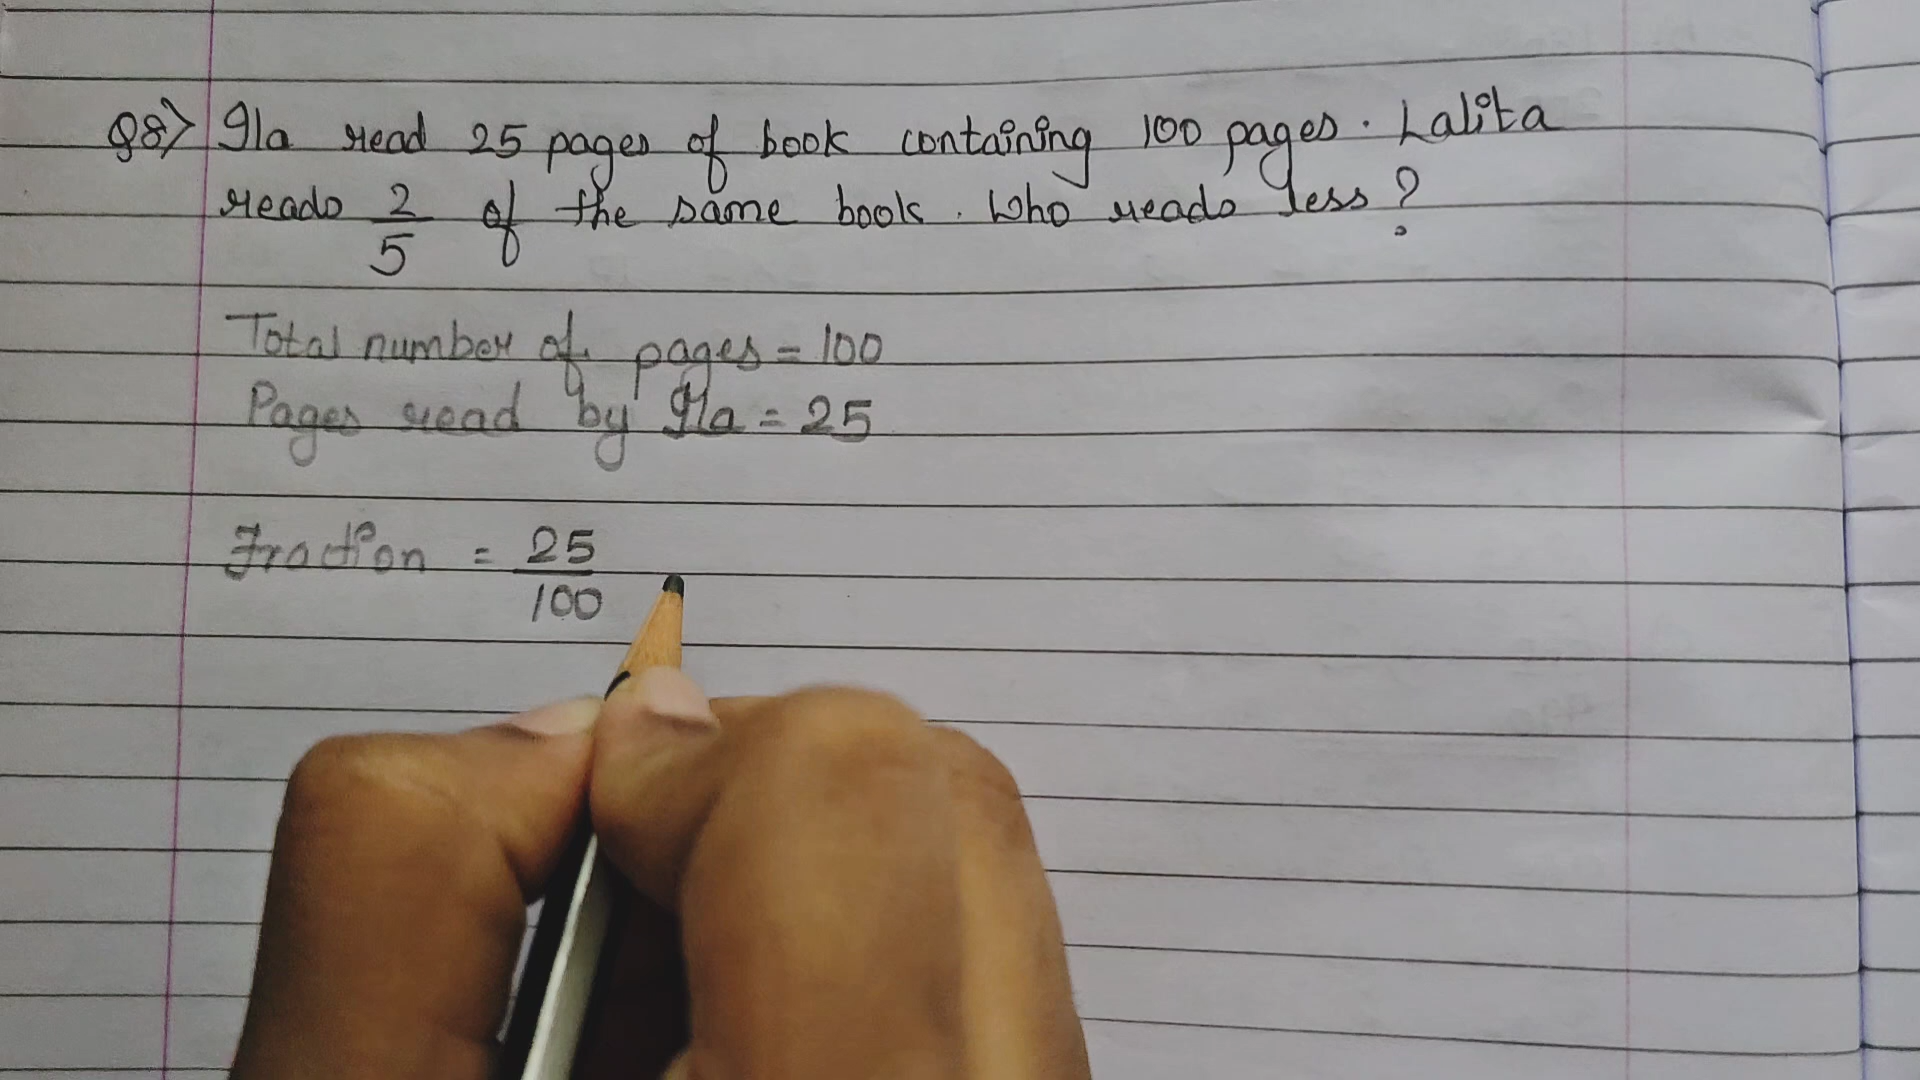 Q8> Ila read 25 pages of book containing 100 pages. Lalita
reads 2/5 of the same book. Who reads less?
Total number of pages = 100
Pages read by Ila = 25
Fraction = 25/100